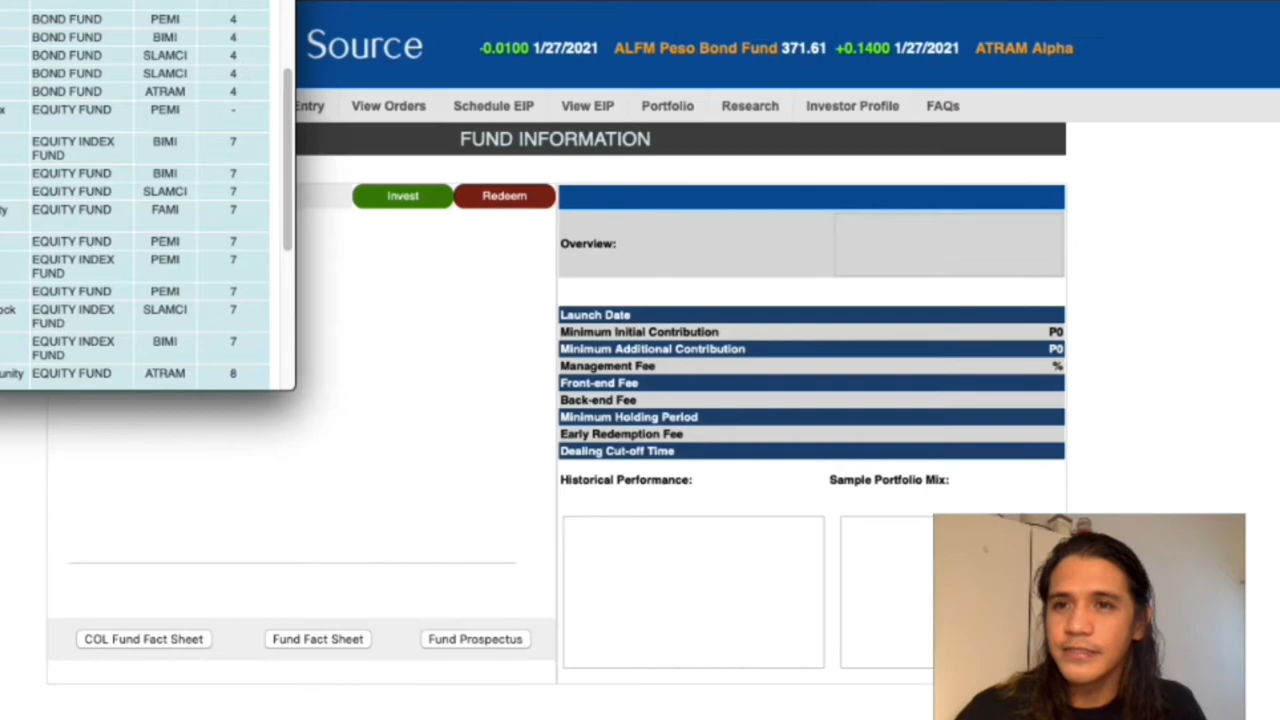 BOND FUND PEMI 4
BOND FUND BIMI 4
BOND FUND SLAMCI 4
BOND FUND SLAMCI 4
BOND FUND ATRAM 4
x EQUITY FUND PEMI -
EQUITY INDEX FUND BIMI 7
EQUITY FUND BIMI 7
EQUITY FUND SLAMCI 7
ty EQUITY FUND FAMI 7
EQUITY FUND PEMI 7
EQUITY INDEX FUND PEMI 7
EQUITY FUND PEMI 7
ock EQUITY INDEX FUND SLAMCI 7
EQUITY INDEX FUND BIMI 7
unity EQUITY FUND ATRAM 8
Source
-0.0100 1/27/2021 ALFM Peso Bond Fund 371.61 +0.1400 1/27/2021 ATRAM Alpha
Entry View Orders Schedule EIP View EIP Portfolio Research Investor Profile FAQs
FUND INFORMATION
Invest Redeem
Overview:
Launch Date
Minimum Initial Contribution P0
Minimum Additional Contribution P0
Management Fee %
Front-end Fee
Back-end Fee
Minimum Holding Period
Early Redemption Fee
Dealing Cut-off Time
Historical Performance: Sample Portfolio Mix:
COL Fund Fact Sheet Fund Fact Sheet Fund Prospectus